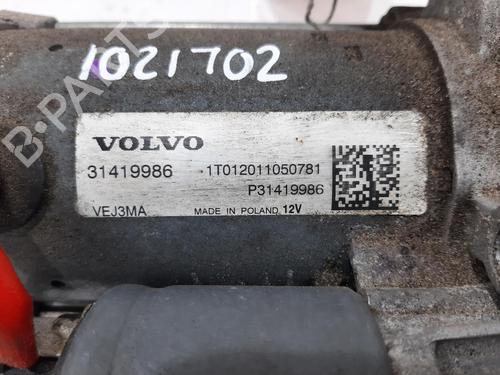 1021702
B-PARTS
VOLVO
31419986 1T012011050781
P31419986
VEJ3MA MADE IN POLAND 12V